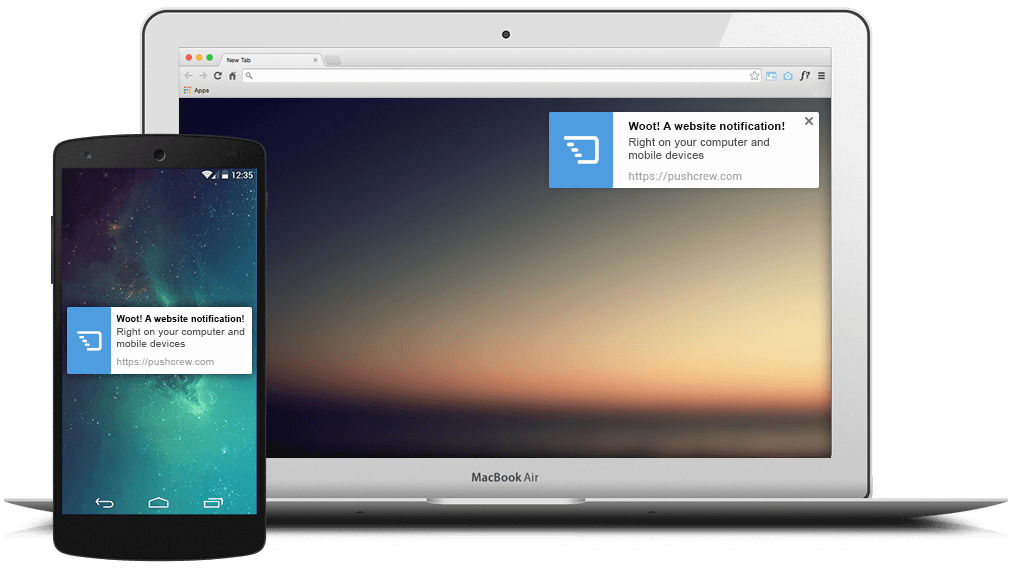 New Tab
f?
Apps
Woot! A website notification!
Right on your computer and
mobile devices
https://pushcrew.com
12:35
Woot! A website notification!
Right on your computer and
mobile devices
https://pushcrew.com
MacBook Air